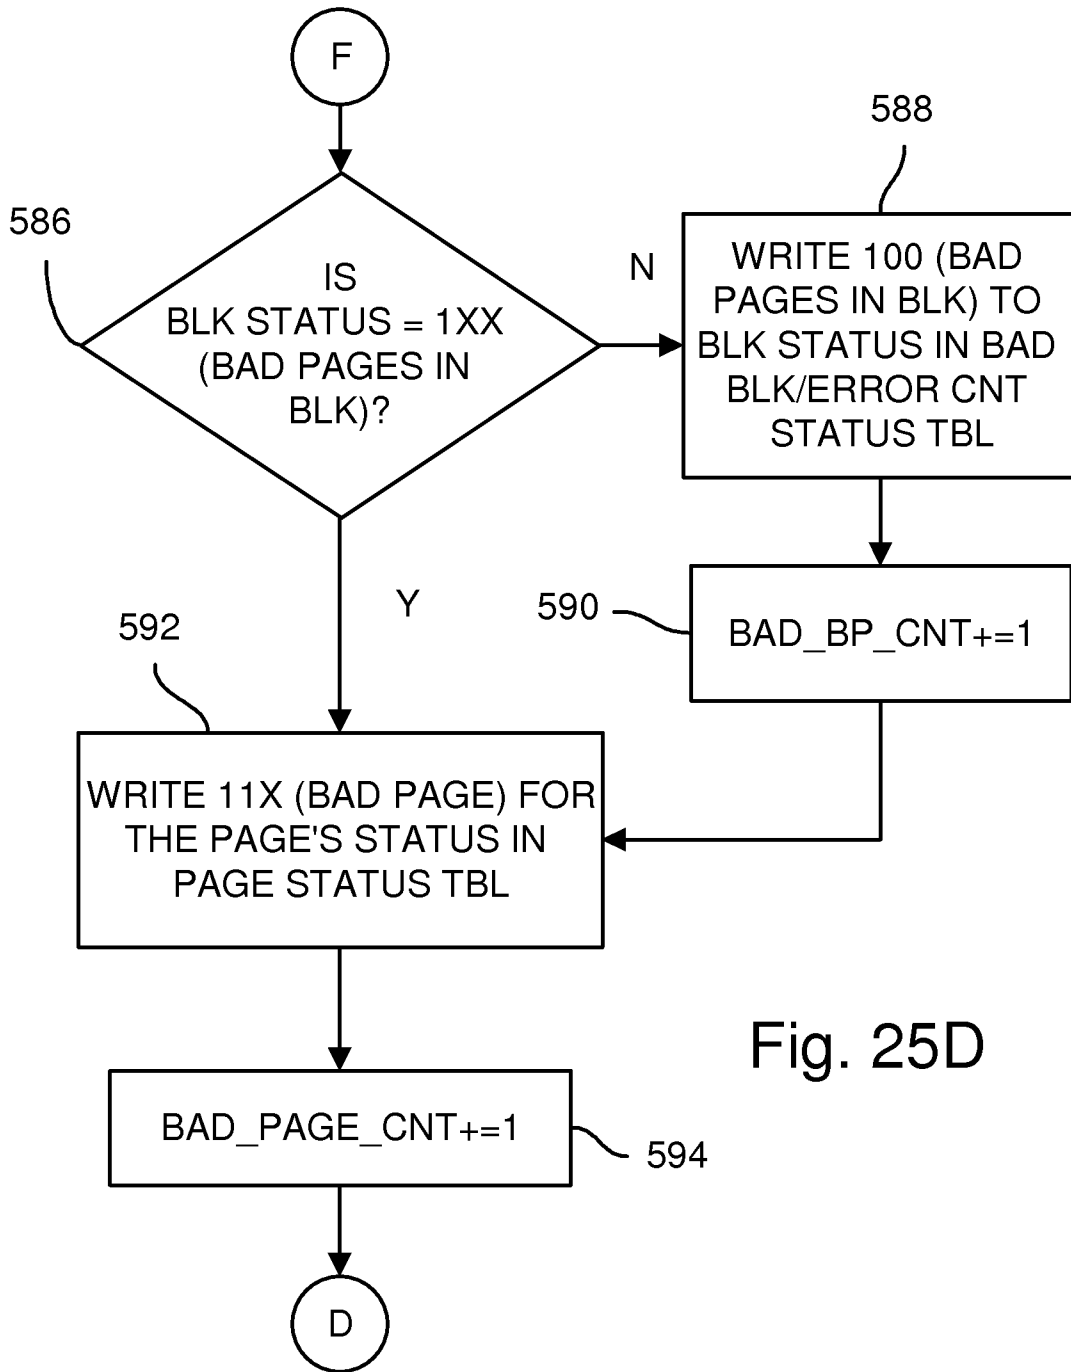 F
588
586
IS
BLK STATUS = 1XX
(BAD PAGES IN
BLK)?
N
WRITE 100 (BAD
PAGES IN BLK) TO
BLK STATUS IN BAD
BLK/ERROR CNT
STATUS TBL
Y
590
BAD_BP_CNT+=1
592
WRITE 11X (BAD PAGE) FOR
THE PAGE'S STATUS IN
PAGE STATUS TBL
Fig. 25D
BAD_PAGE_CNT+=1
594
D